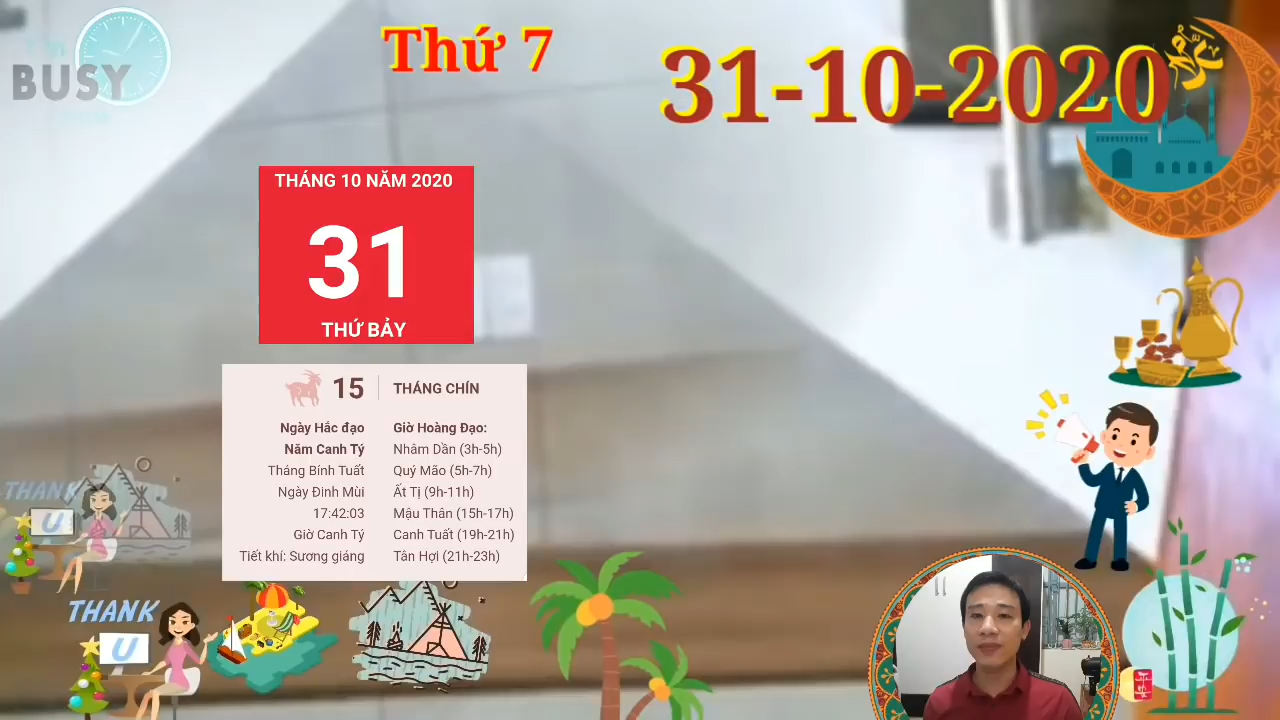 BUSY
Thứ 7
31-10-2020
THÁNG 10 NĂM 2020
31
THỨ BẢY
15 THÁNG CHÍN
Ngày Hắc đạo
Năm Canh Tý
Tháng Bính Tuất
Ngày Đinh Mùi
17:42:03
Giờ Canh Tý
Tiết khí: Sương giáng
Giờ Hoàng Đạo:
Nhâm Dần (3h-5h)
Quý Mão (5h-7h)
Ất Tị (9h-11h)
Mậu Thân (15h-17h)
Canh Tuất (19h-21h)
Tân Hợi (21h-23h)
THANK
U
THANK
U